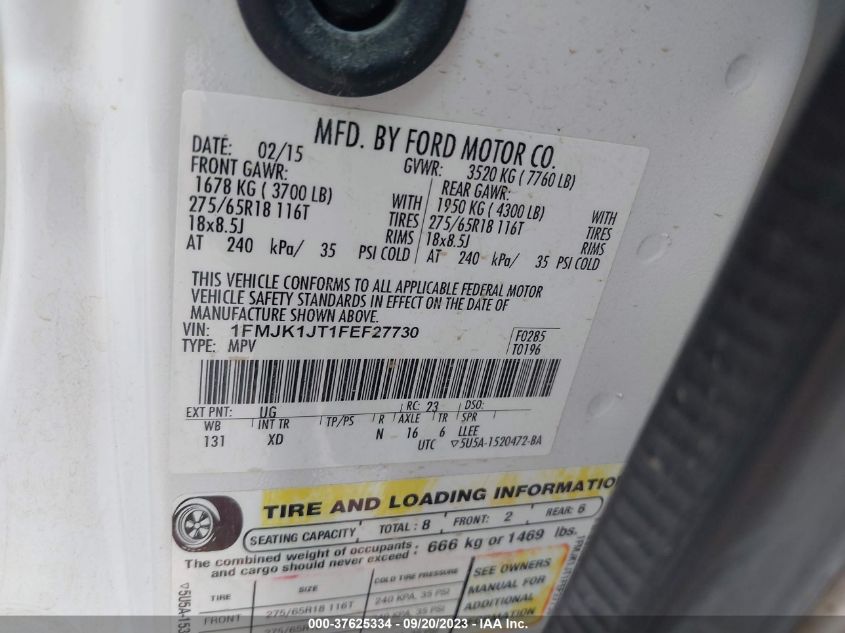 MFD. BY FORD MOTOR CO.
DATE: 02/15 GVWR: 3520 KG ( 7760 LB)
FRONT GAWR: REAR GAWR:
1678 KG ( 3700 LB) WITH 1950 KG ( 4300 LB) WITH
275/65R18 116T TIRES 275/65R18 116T TIRES
18x8.5J RIMS 18x8.5J RIMS
AT 240 kPa/ 35 PSI COLD AT 240 kPa/ 35 PSI COLD
THIS VEHICLE CONFORMS TO ALL APPLICABLE FEDERAL MOTOR
VEHICLE SAFETY STANDARDS IN EFFECT ON THE DATE OF
MANUFACTURE SHOWN ABOVE.
VIN: 1FMJK1JT1FEF27730 F0285
TYPE: MPV T0196
EXT PNT: UG RC: 23 DSO:
WB INT TR TP/PS R AXLE TR SPR
131 XD N 16 6 LLEE
UTC ▽5U5A-1520472-BA
TIRE AND LOADING INFORMATION
SEATING CAPACITY TOTAL: 8 FRONT: 2 REAR: 6
The combined weight of occupants and cargo should never exceed: 666 kg or 1469 lbs.
TIRE SIZE COLD TIRE PRESSURE
FRONT 275/65R18 116T 240 KPA, 35 PSI
275/65R18 116T
SEE OWNERS
MANUAL FOR
ADDITIONAL
▽5U5A-153
IMAGE: ©37625334 - 09/20/2023 - IAA Inc.